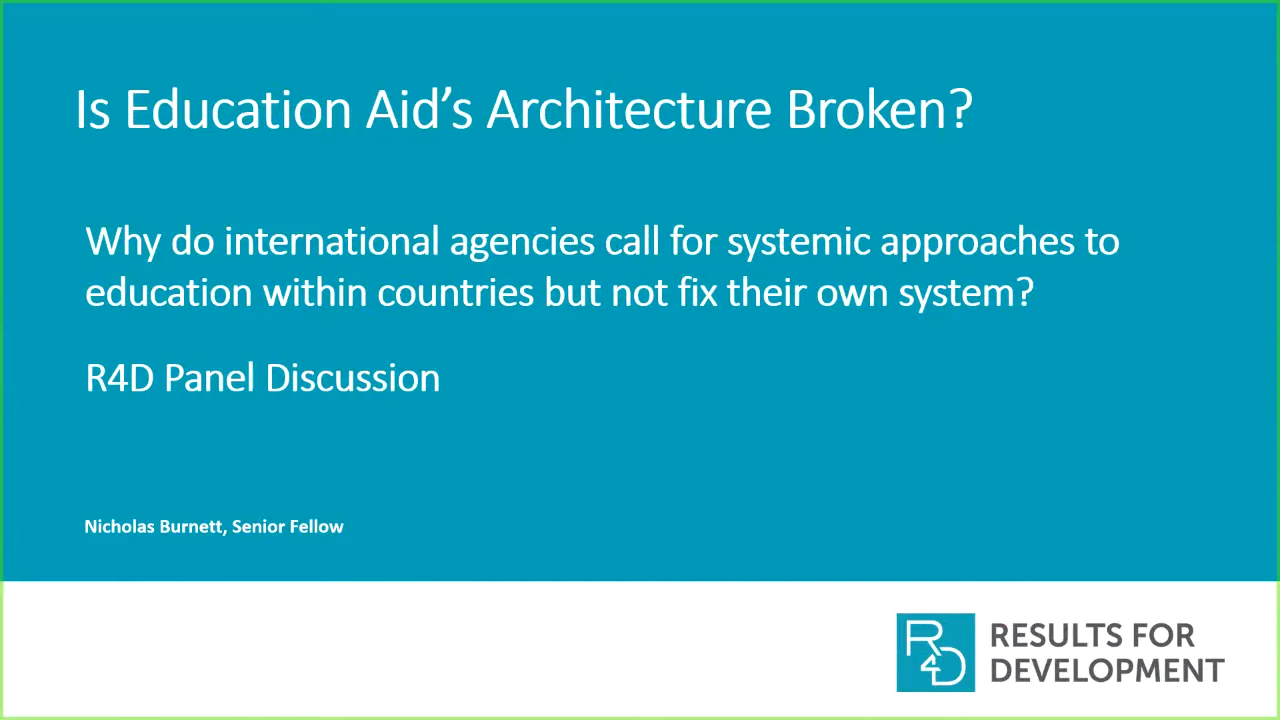 Is Education Aid’s Architecture Broken?
Why do international agencies call for systemic approaches to
education within countries but not fix their own system?
R4D Panel Discussion
Nicholas Burnett, Senior Fellow
R4D
RESULTS FOR
DEVELOPMENT